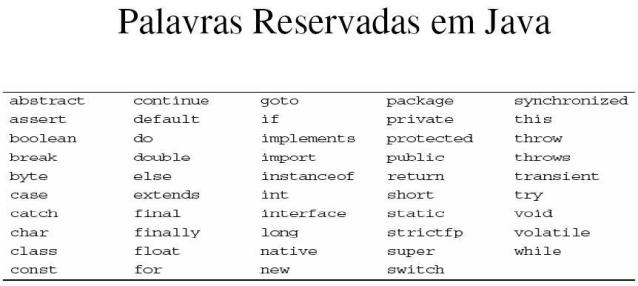 Palavras Reservadas em Java
abstract continue goto package synchronized
assert default if private this
boolean do implements protected throw
break double import public throws
byte else instanceof return transient
case extends int short try
catch final interface static void
char finally long strictfp volatile
class float native super while
const for new switch